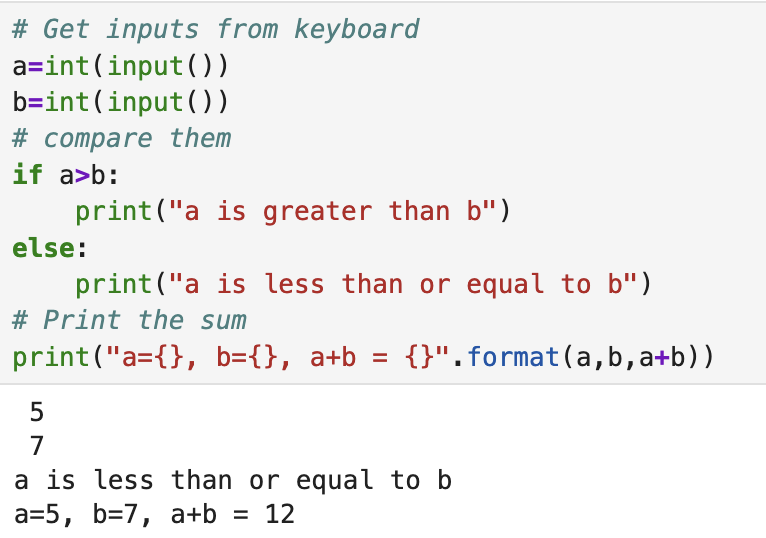 # Get inputs from keyboard
a=int(input())
b=int(input())
# compare them
if a>b:
    print("a is greater than b")
else:
    print("a is less than or equal to b")
# Print the sum
print("a={}, b={}, a+b = {}".format(a,b,a+b))
 5
 7
a is less than or equal to b
a=5, b=7, a+b = 12